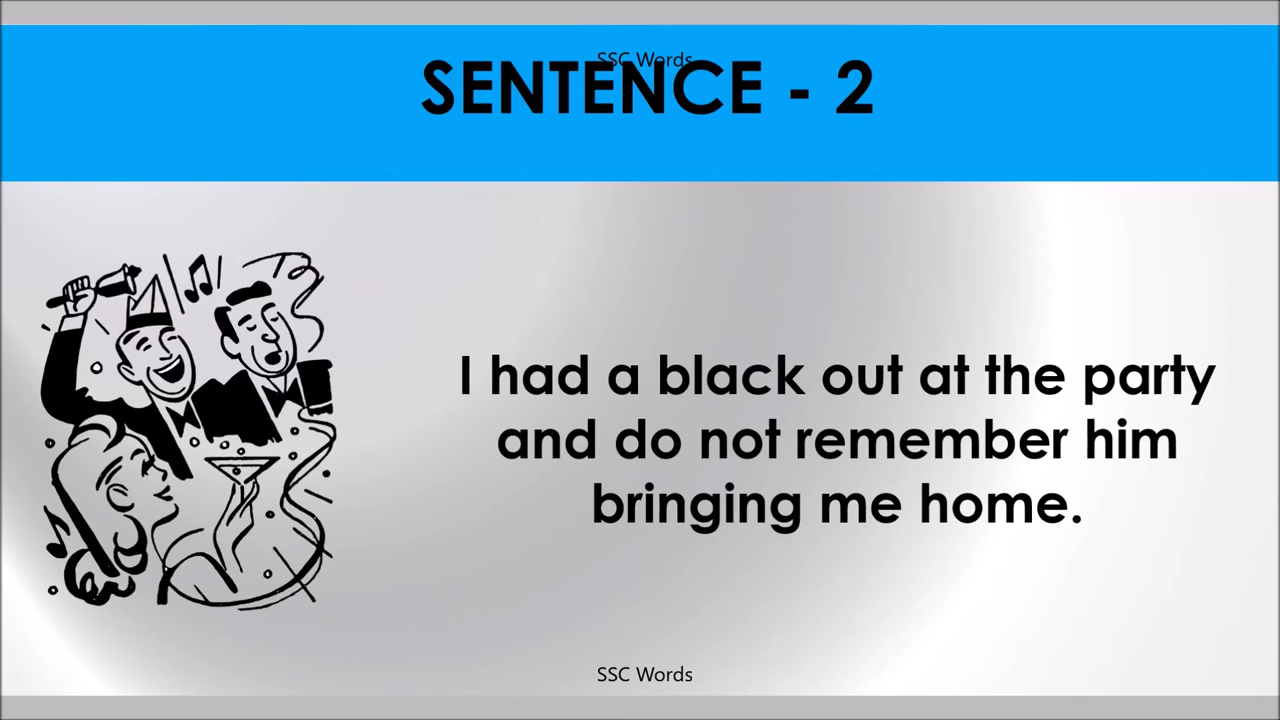 SSC Words
SENTENCE - 2
I had a black out at the party
and do not remember him
bringing me home.
SSC Words